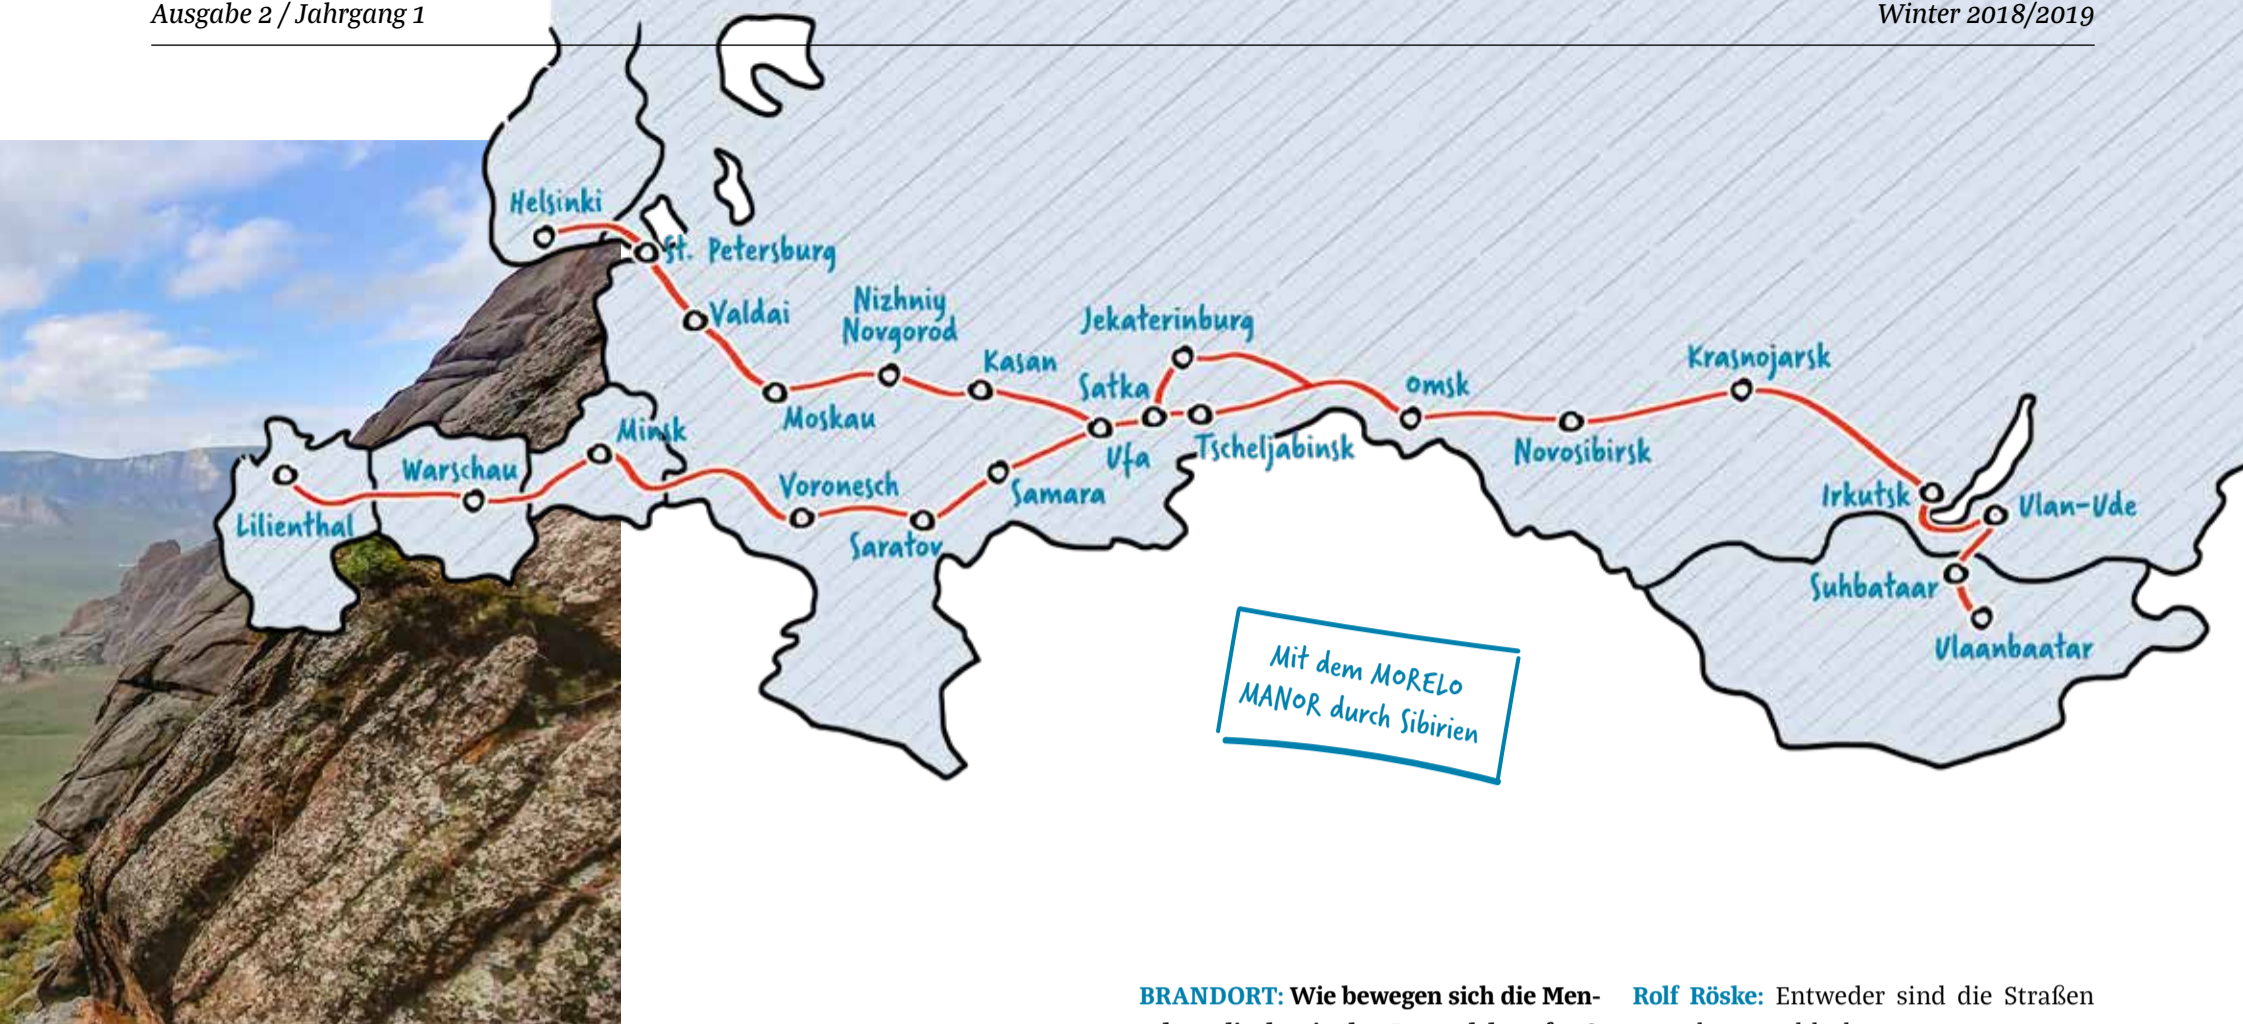 Ausgabe 2 / Jahrgang 1
Winter 2018/2019
Helsinki
St. Petersburg
Valdai
Nizhniy
Novgorod
Jekaterinburg
Kasan
Satka
Omsk
Krasnojarsk
Moskau
Minsk
Tscheljabinsk
Ufa
Novosibirsk
Warschau
Voronesch
Samara
Irkutsk
Ulan-Ude
Lilienthal
Saratov
Suhbataar
Ulaanbaatar
Mit dem MORELO
MANOR durch Sibirien
BRANDORT: Wie bewegen sich die Men-
Rolf Röske: Entweder sind die Straßen